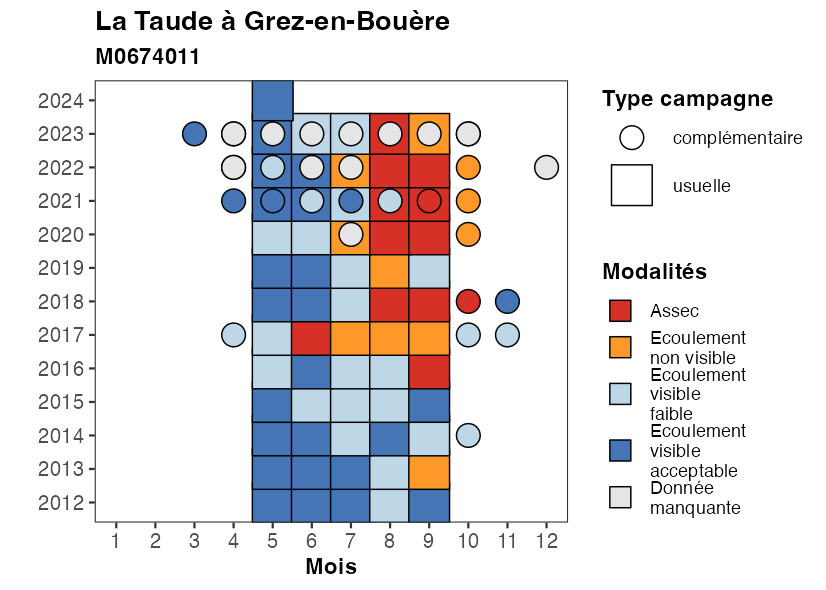 La Taude à Grez-en-Bouère
M0674011
2024
2023
2022
2021
2020
2019
2018
2017
2016
2015
2014
2013
2012
1 2 3 4 5 6 7 8 9 10 11 12
Mois
Type campagne
complémentaire
usuelle
Modalités
Assec
Ecoulement
non visible
Ecoulement
visible
faible
Ecoulement
visible
acceptable
Donnée
manquante